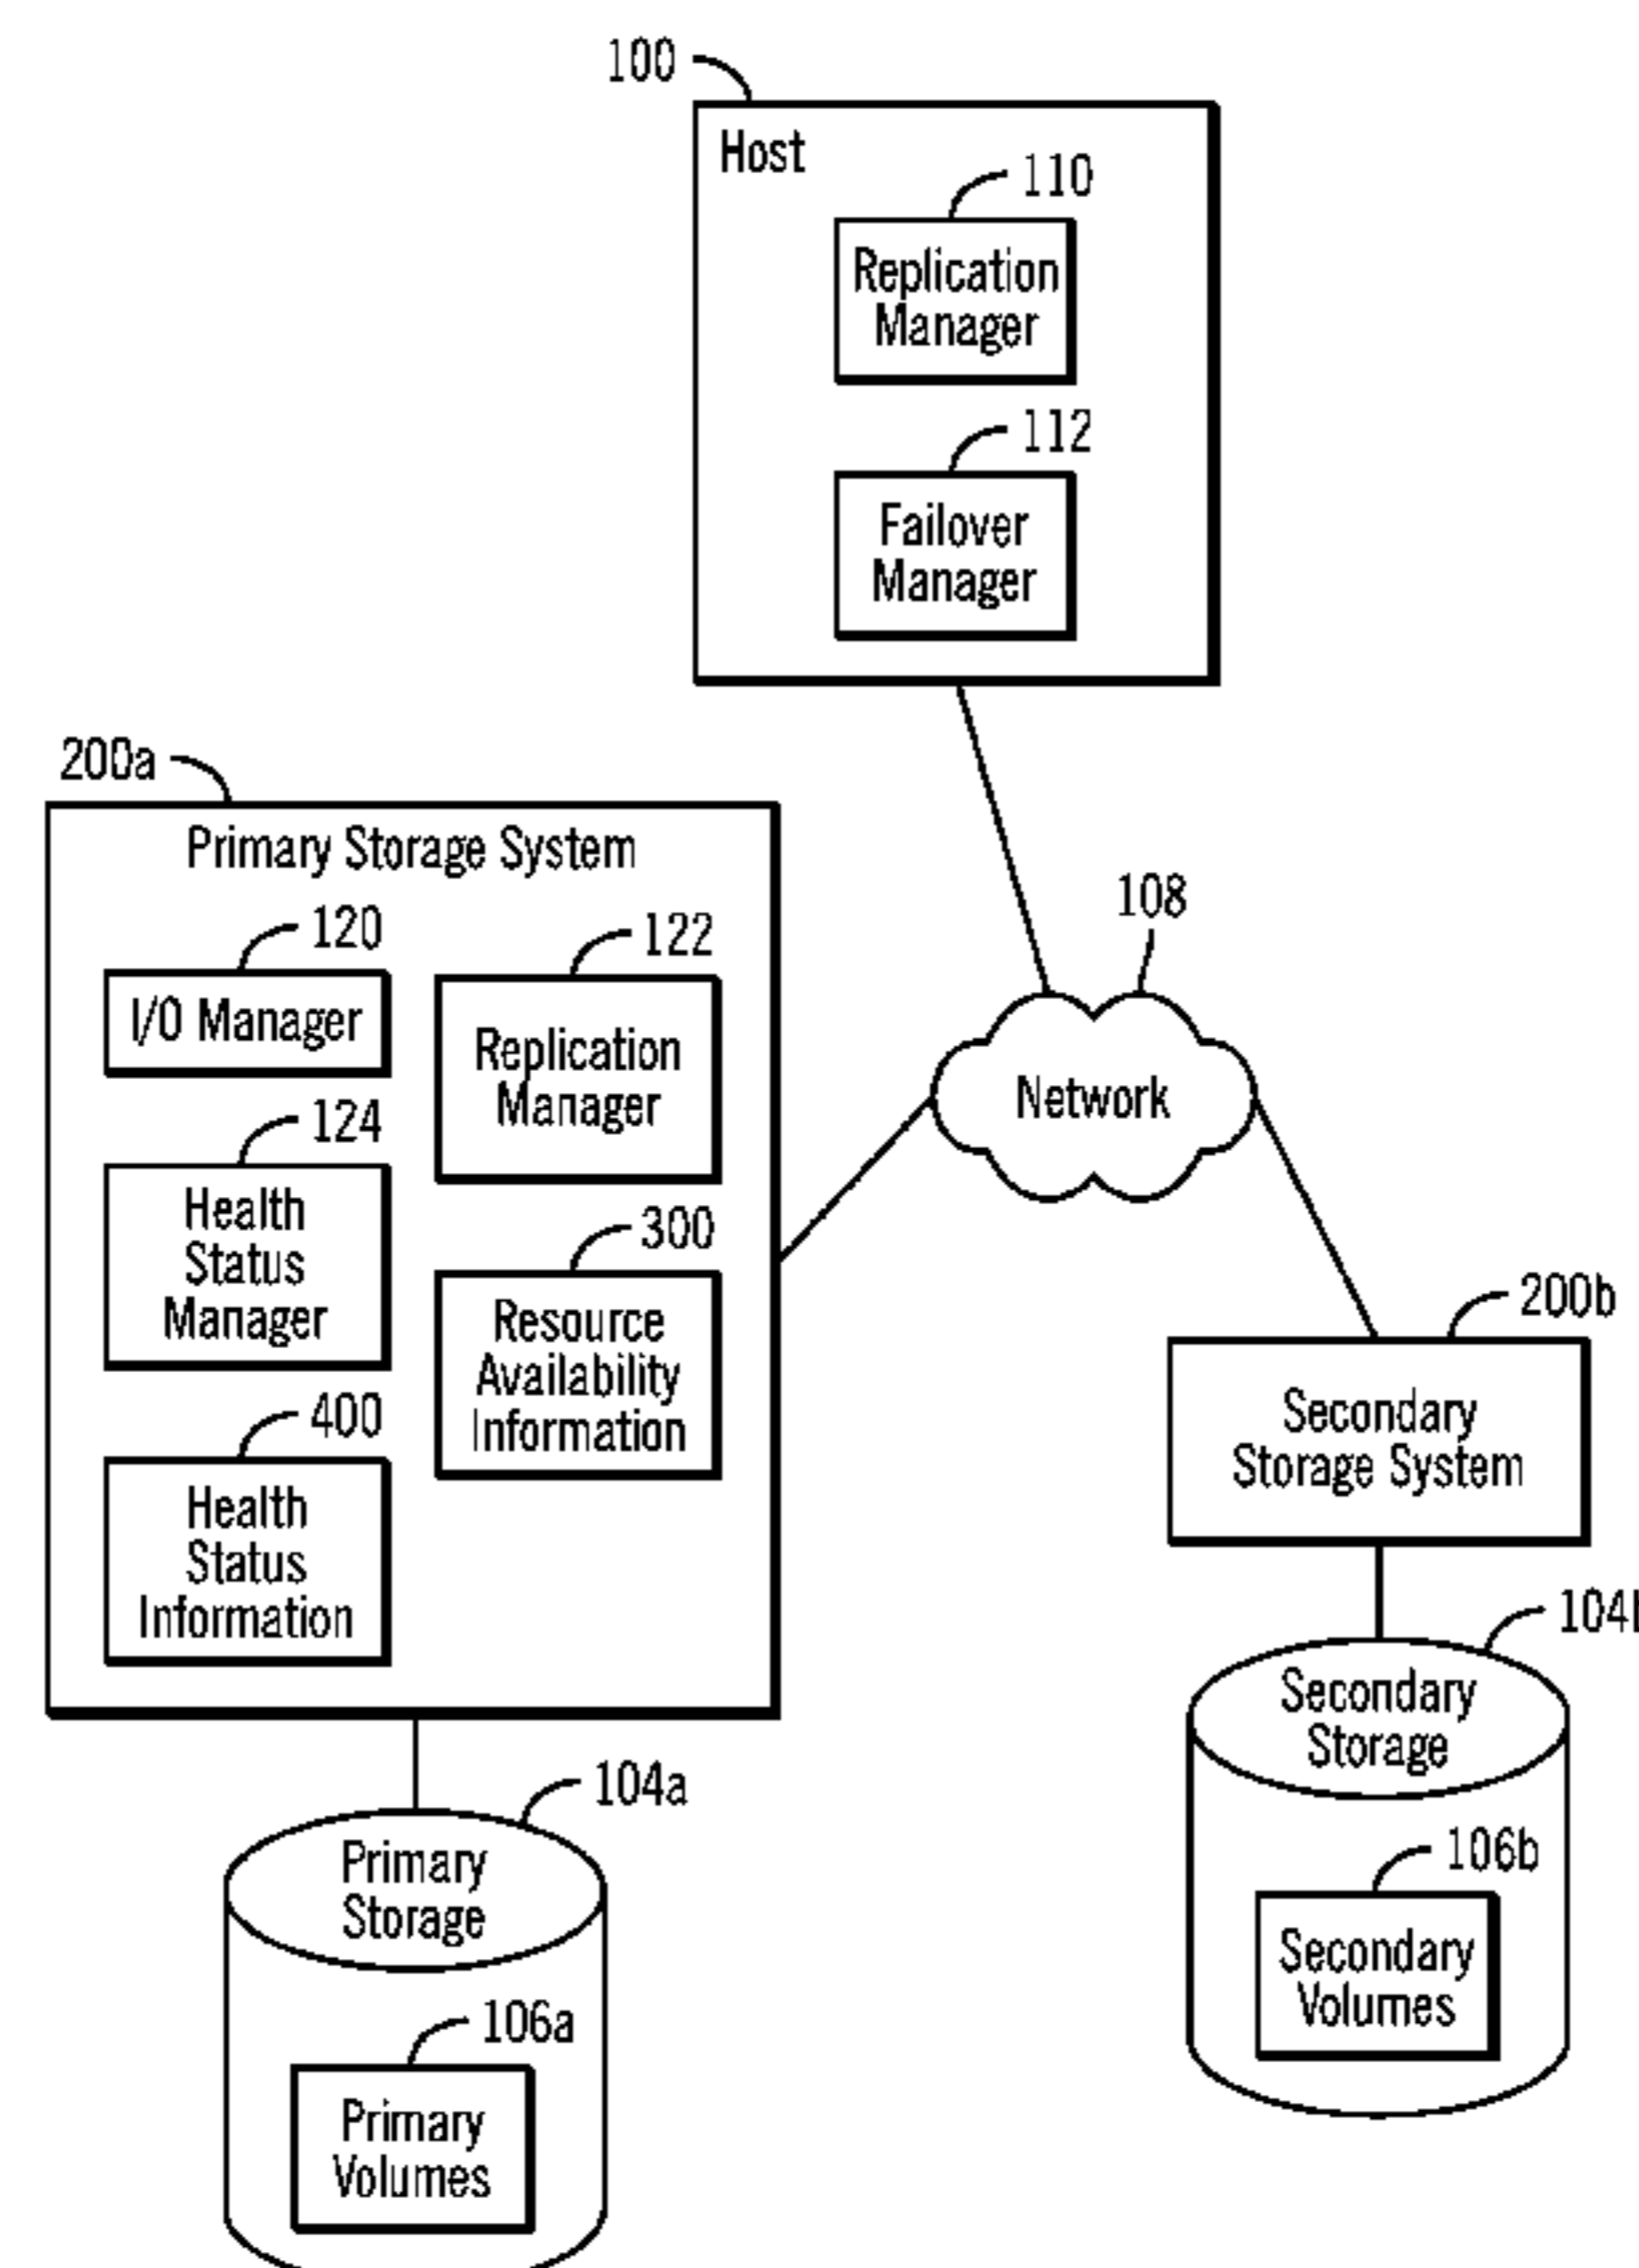 100
Host
110
Replication
Manager
112
Failover
Manager
200a
Primary Storage System
120
I/O Manager
122
Replication
Manager
124
Health
Status
Manager
300
Resource
Availability
Information
400
Health
Status
Information
108
Network
200b
Secondary
Storage System
104a
Primary
Storage
106a
Primary
Volumes
Secondary
Storage
106b
Secondary
Volumes